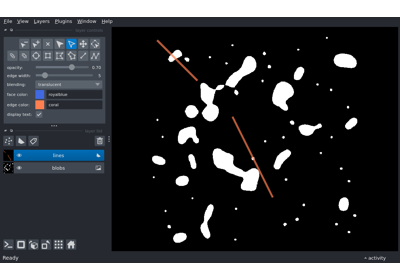 File View Layers Plugins Window Help
opacity: 0.75
edge width: 5
blending: translucent
face color: royalblue
edge color: coral
display text: ✓
lines
blobs
Ready activity